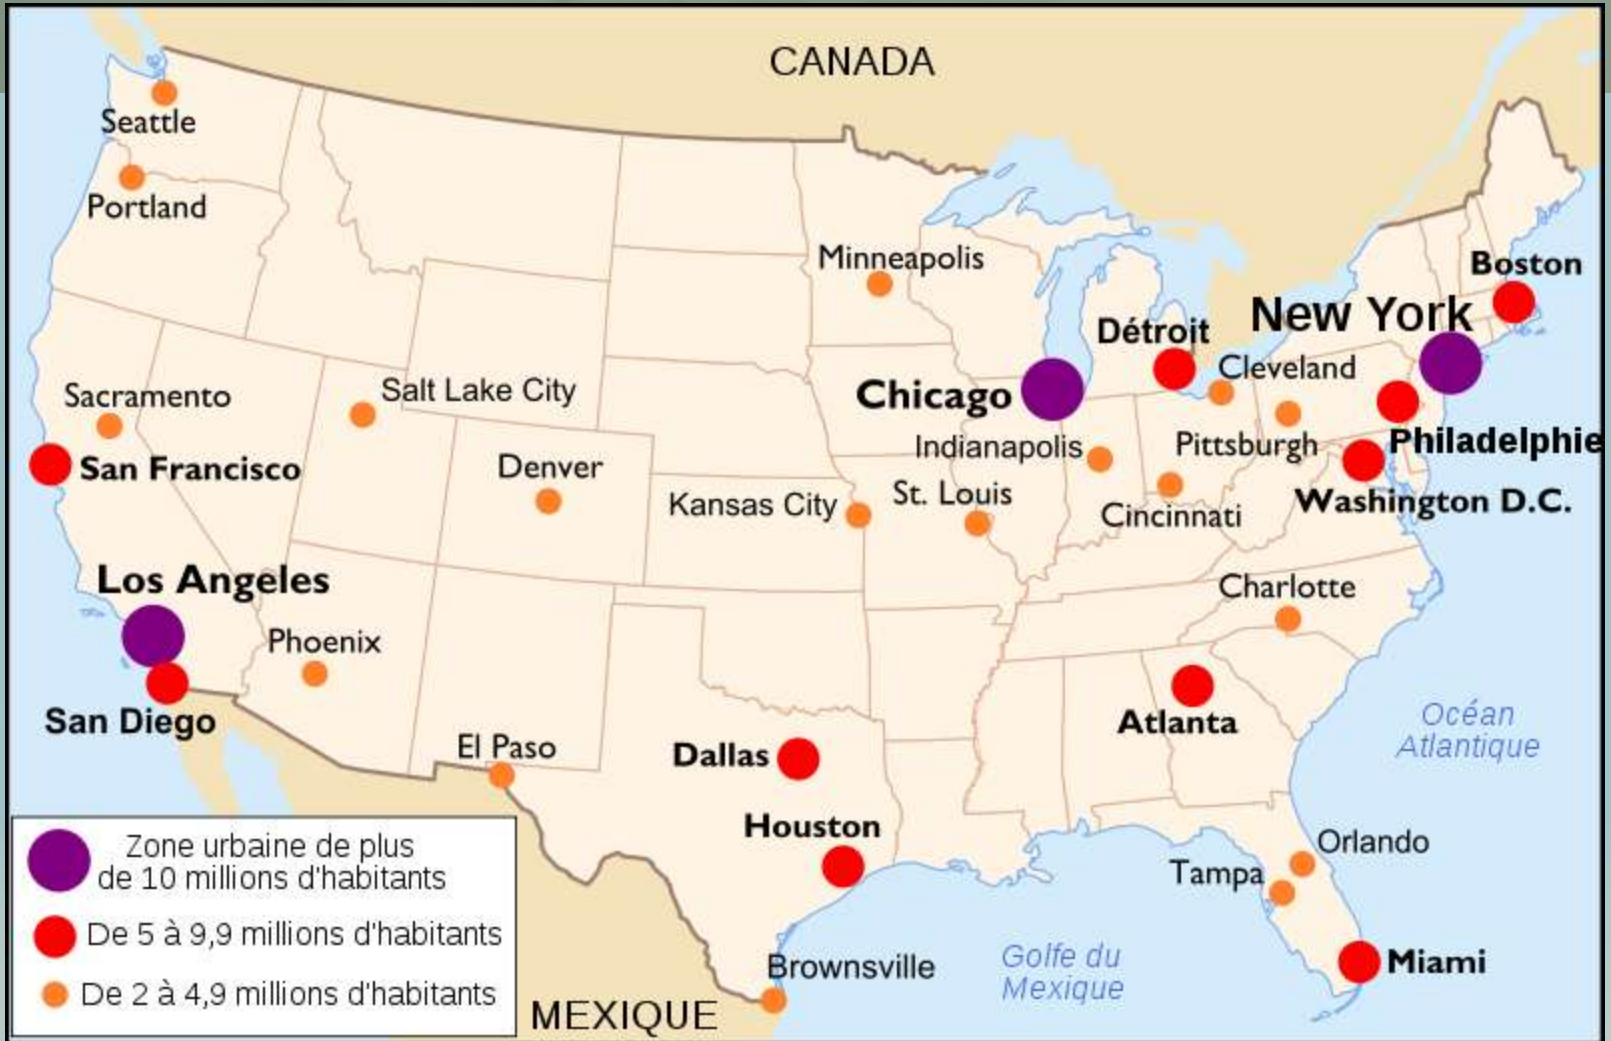 CANADA
Seattle
Portland
Minneapolis
Boston
New York
Détroit
Cleveland
Chicago
Salt Lake City
Sacramento
Philadelphie
Pittsburgh
Indianapolis
San Francisco
Denver
St. Louis
Kansas City
Washington D.C.
Cincinnati
Los Angeles
Charlotte
Phoenix
San Diego
Atlanta
Océan
Atlantique
El Paso
Dallas
Houston
Orlando
Tampa
Miami
Golfe du
Mexique
Brownsville
MEXIQUE
Zone urbaine de plus
de 10 millions d'habitants
De 5 à 9,9 millions d'habitants
De 2 à 4,9 millions d'habitants